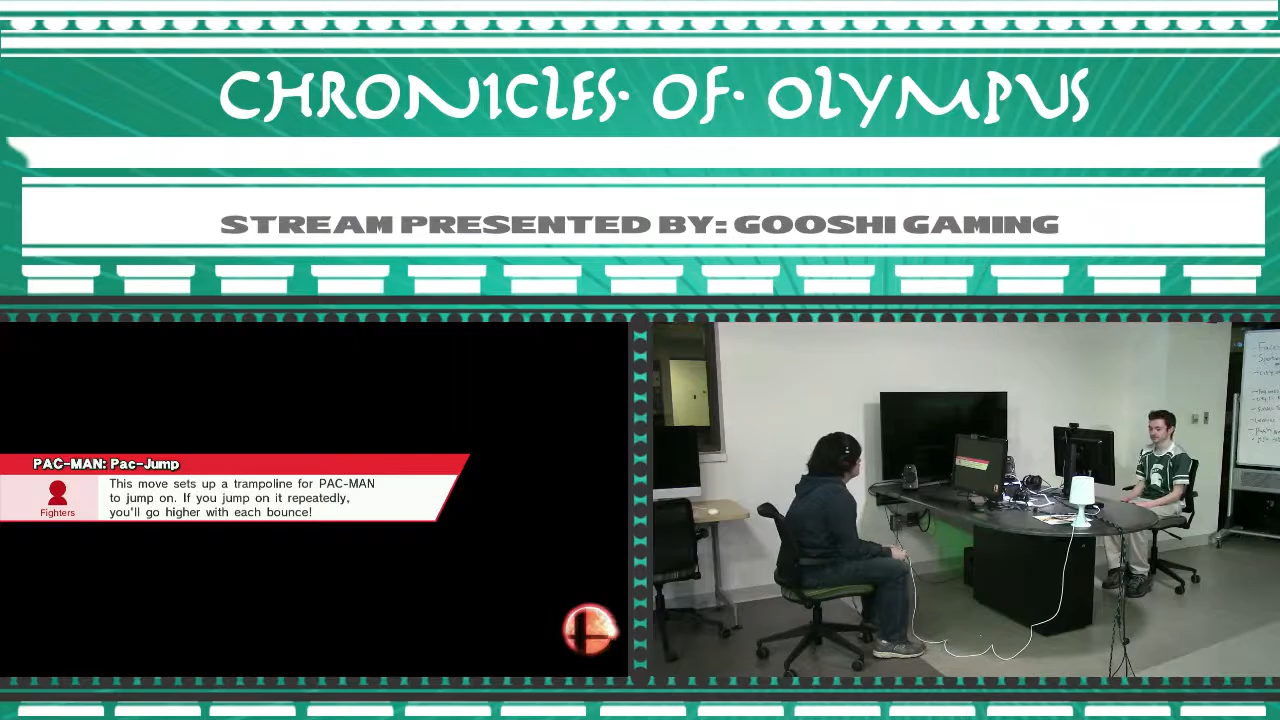 CHRONICLES· OF· OLYMPUS
STREAM PRESENTED BY: GOOSHI GAMING
PAC-MAN: Pac-Jump
This move sets up a trampoline for PAC-MAN
to jump on. If you jump on it repeatedly,
you'll go higher with each bounce!
Fighters